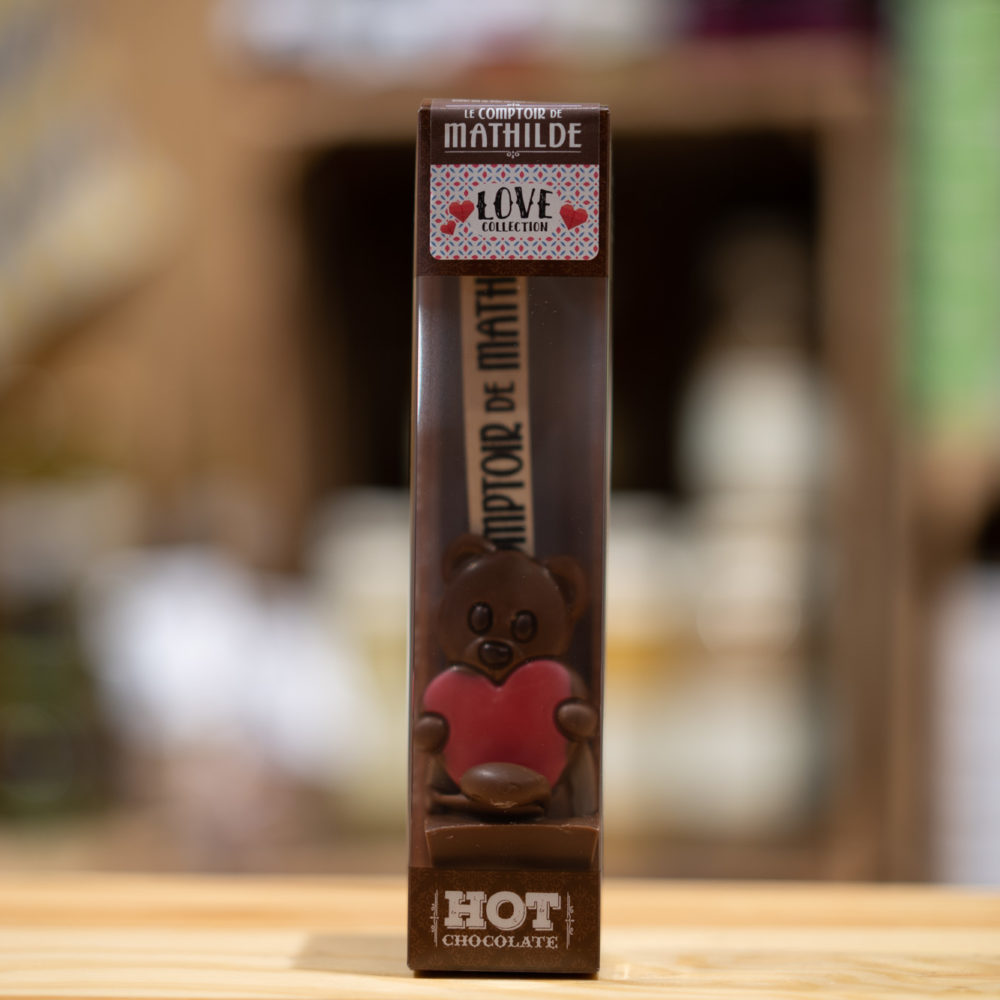 LE COMPTOIR DE
MATHILDE
LOVE
COLLECTION
MPTOIR DE MATH
HOT
CHOCOLATE